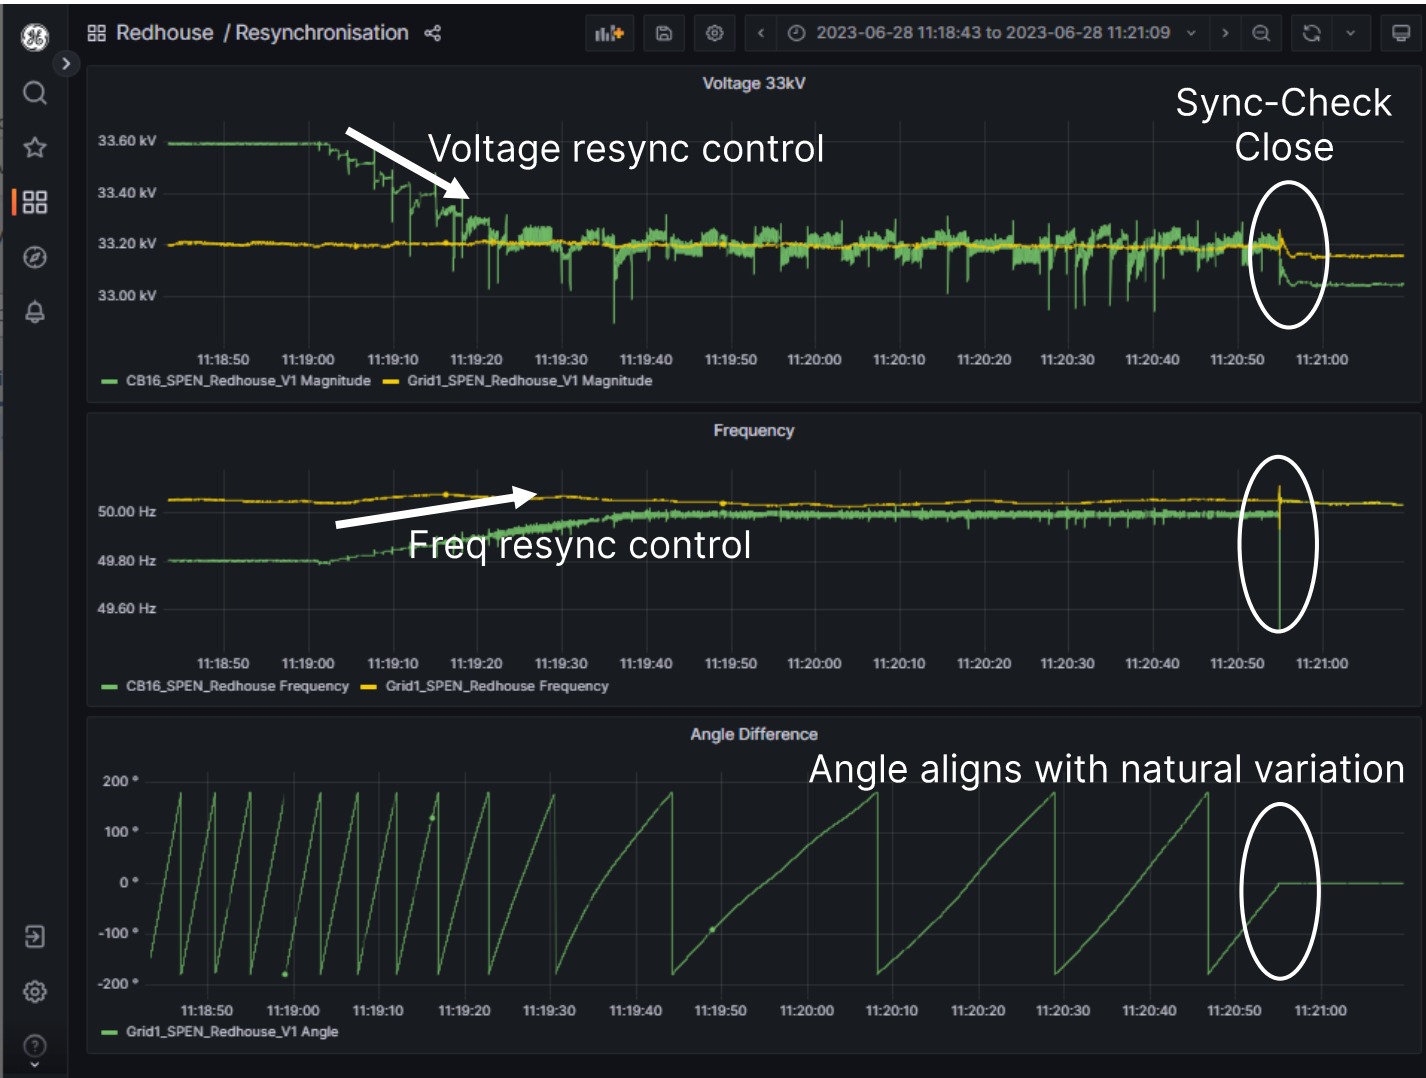 Redhouse / Resynchronisation
2023-06-28 11:18:43 to 2023-06-28 11:21:09
Voltage 33kV
Sync-Check
Close
Voltage resync control
33.60 kV
33.40 kV
33.20 kV
33.00 kV
11:18:50 11:19:00 11:19:10 11:19:20 11:19:30 11:19:40 11:19:50 11:20:00 11:20:10 11:20:20 11:20:30 11:20:40 11:20:50 11:21:00
CB16_SPEN_Redhouse_V1 Magnitude Grid1_SPEN_Redhouse_V1 Magnitude
Frequency
50.00 Hz
49.80 Hz
49.60 Hz
Freq resync control
11:18:50 11:19:00 11:19:10 11:19:20 11:19:30 11:19:40 11:19:50 11:20:00 11:20:10 11:20:20 11:20:30 11:20:40 11:20:50 11:21:00
CB16_SPEN_Redhouse Frequency Grid1_SPEN_Redhouse Frequency
Angle Difference
Angle aligns with natural variation
200 °
100 °
0 °
-100 °
-200 °
11:18:50 11:19:00 11:19:10 11:19:20 11:19:30 11:19:40 11:19:50 11:20:00 11:20:10 11:20:20 11:20:30 11:20:40 11:20:50 11:21:00
Grid1_SPEN_Redhouse_V1 Angle